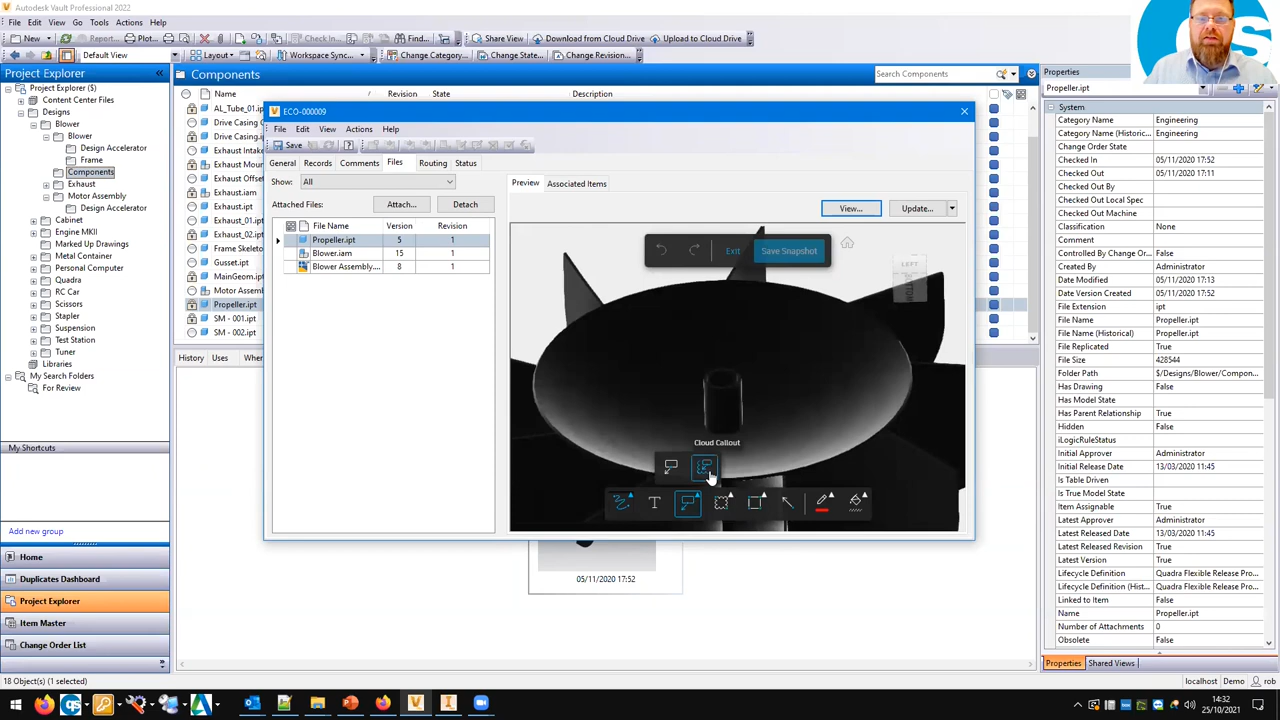 Autodesk Vault Professional 2022
File Edit View Go Tools Actions Help
New Report... Plot... Check In... Find... Share View Download from Cloud Drive Upload to Cloud Drive
Default View Layout Workspace Sync... Change Category... Change State... Change Revision...
Project Explorer
Project Explorer ($)
Content Center Files
Designs
Blower
Blower
Design Accelerator
Frame
Components
Exhaust
Motor Assembly
Design Accelerator
Cabinet
Engine MKII
Marked Up Drawings
Earth Mover
Personal Computer
Quadra
RC Car
Scissors
Stapler
Suspension
Test Station
Tuner
Libraries
My Search Folders
For Review
My Shortcuts
Add new group
Home
Duplicates Dashboard
Project Explorer
Item Master
Change Order List
Components
Search Components
Name Revision State Description
AL_Tube_01.ipt
Drive Casing.
Drive Casing.ipt
Exhaust Intake
Exhaust Moun
Exhaust Offset
Exhaust.iam
Exhaust.ipt
Exhaust_01.ipt
Exhaust_02.ipt
Frame Skeleto
Gusset.ipt
MainGeom.ipt
Motor Assemb
Propeller.ipt
SM - 001.ipt
SM - 002.ipt
History Uses Wher
05/11/2020 17:52
ECO-000009
File Edit View Actions Help
Save
General Records Comments Files Routing Status
Show: All
Attached Files: Attach... Detach
File Name Version Revision
Propeller.ipt 5 1
Blower.iam 15 1
Blower Assembly.... 8 1
Preview Associated Items
View... Update...
Exit Save Snapshot
LEFT
BOTTOM
Cloud Callout
T
Properties
Propeller.ipt
System
Category Name Engineering
Category Name (Historic... Engineering
Change Order State
Checked In 05/11/2020 17:52
Checked Out 05/11/2020 17:11
Checked Out By
Checked Out Local Spec
Checked Out Machine
Classification None
Comment
Controlled By Change O... False
Created By Administrator
Date Modified 05/11/2020 17:13
Date Version Created 05/11/2020 17:52
File Extension ipt
File Name Propeller.ipt
File Name (Historical) Propeller.ipt
File Replicated True
File Size 428544
Folder Path $/Designs/Blower/Compon...
Has Drawing False
Has Model State
Has Parent Relationship True
Hidden False
iLogicRuleStatus
Initial Approver Administrator
Initial Release Date 13/03/2020 11:45
Is Table Driven
Is True Model State
Item Assignable True
Latest Approver Administrator
Latest Released Date 13/03/2020 11:45
Latest Released Revision True
Latest Version True
Lifecycle Definition Quadra Flexible Release Pro...
Lifecycle Definition (Hist... Quadra Flexible Release Pro...
Linked to Item False
Name Propeller.ipt
Number of Attachments 0
Obsolete False
Properties Shared Views
18 Object(s) (1 selected)
localhost Demo rob
14:32
25/10/2021